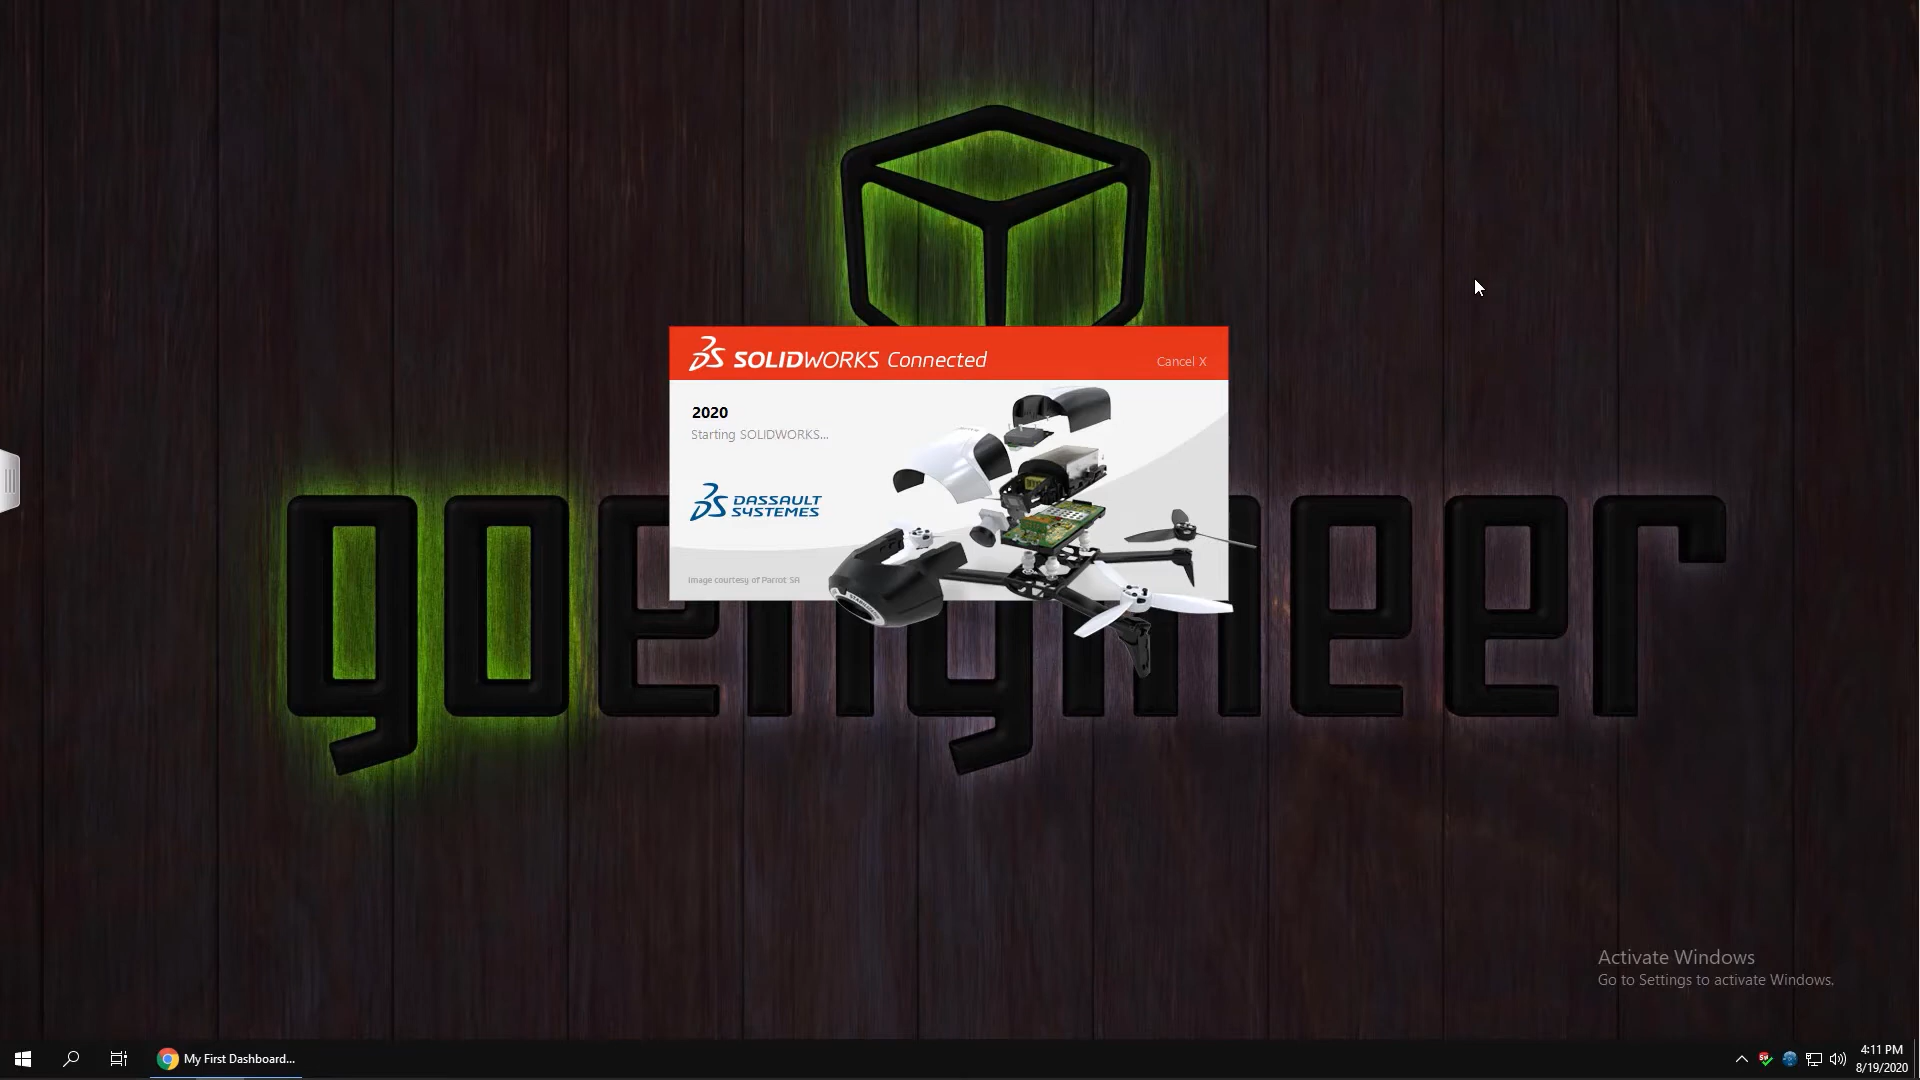 SOLIDWORKS Connected
Cancel X
2020
Starting SOLIDWORKS...
DASSAULT
SYSTEMES
Image courtesy of Parrot SA
goengineer
Activate Windows
Go to Settings to activate Windows.
My First Dashboard...
4:11 PM
8/19/2020